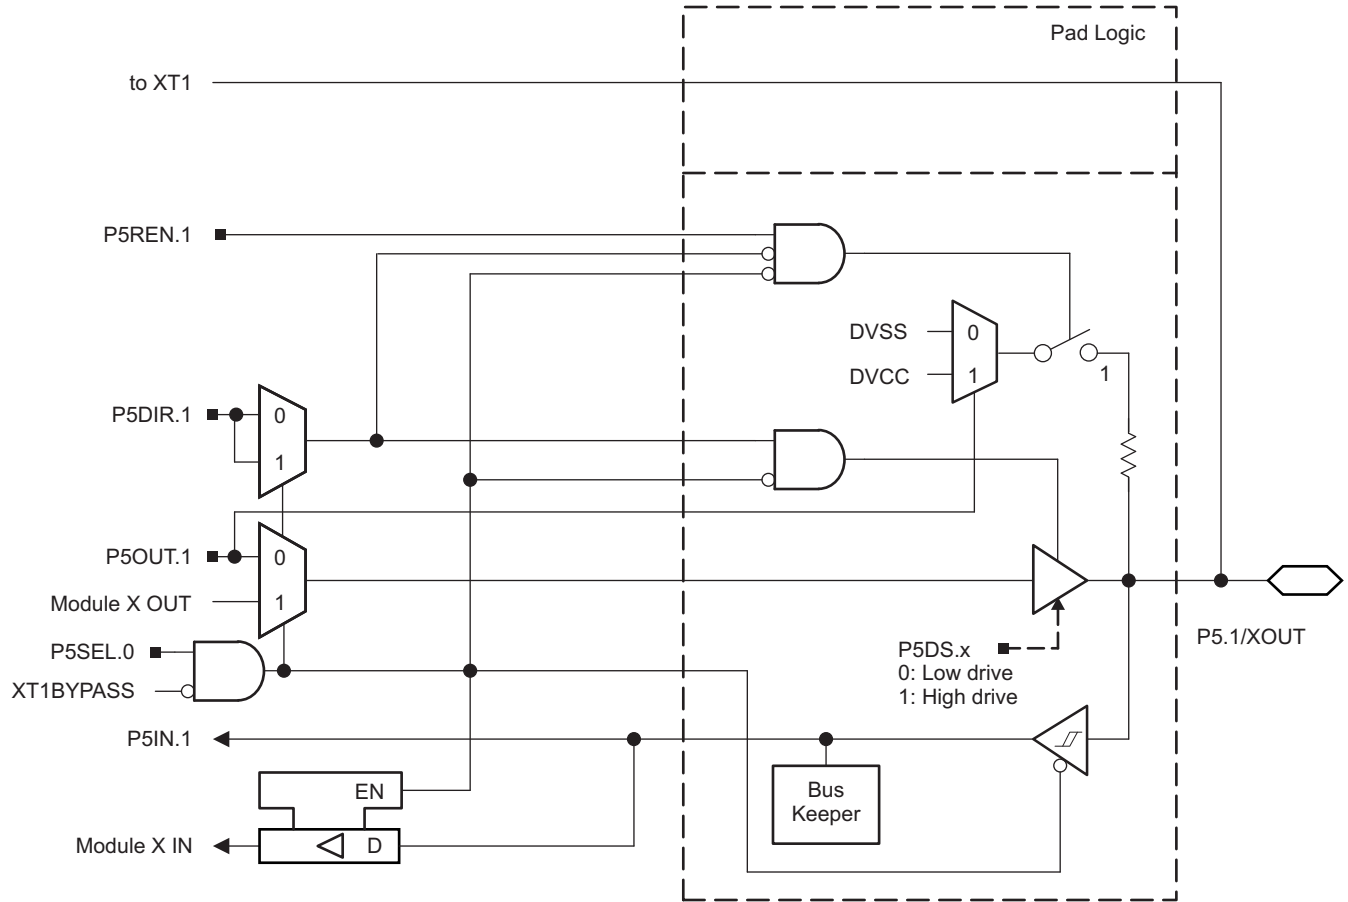 Pad Logic
to XT1
P5REN.1
DVSS
0
DVCC
1
1
P5DIR.1
0
1
P5OUT.1
0
Module X OUT
1
P5SEL.0
XT1BYPASS
P5DS.x
0: Low drive
1: High drive
P5.1/XOUT
P5IN.1
Bus
Keeper
EN
Module X IN
D